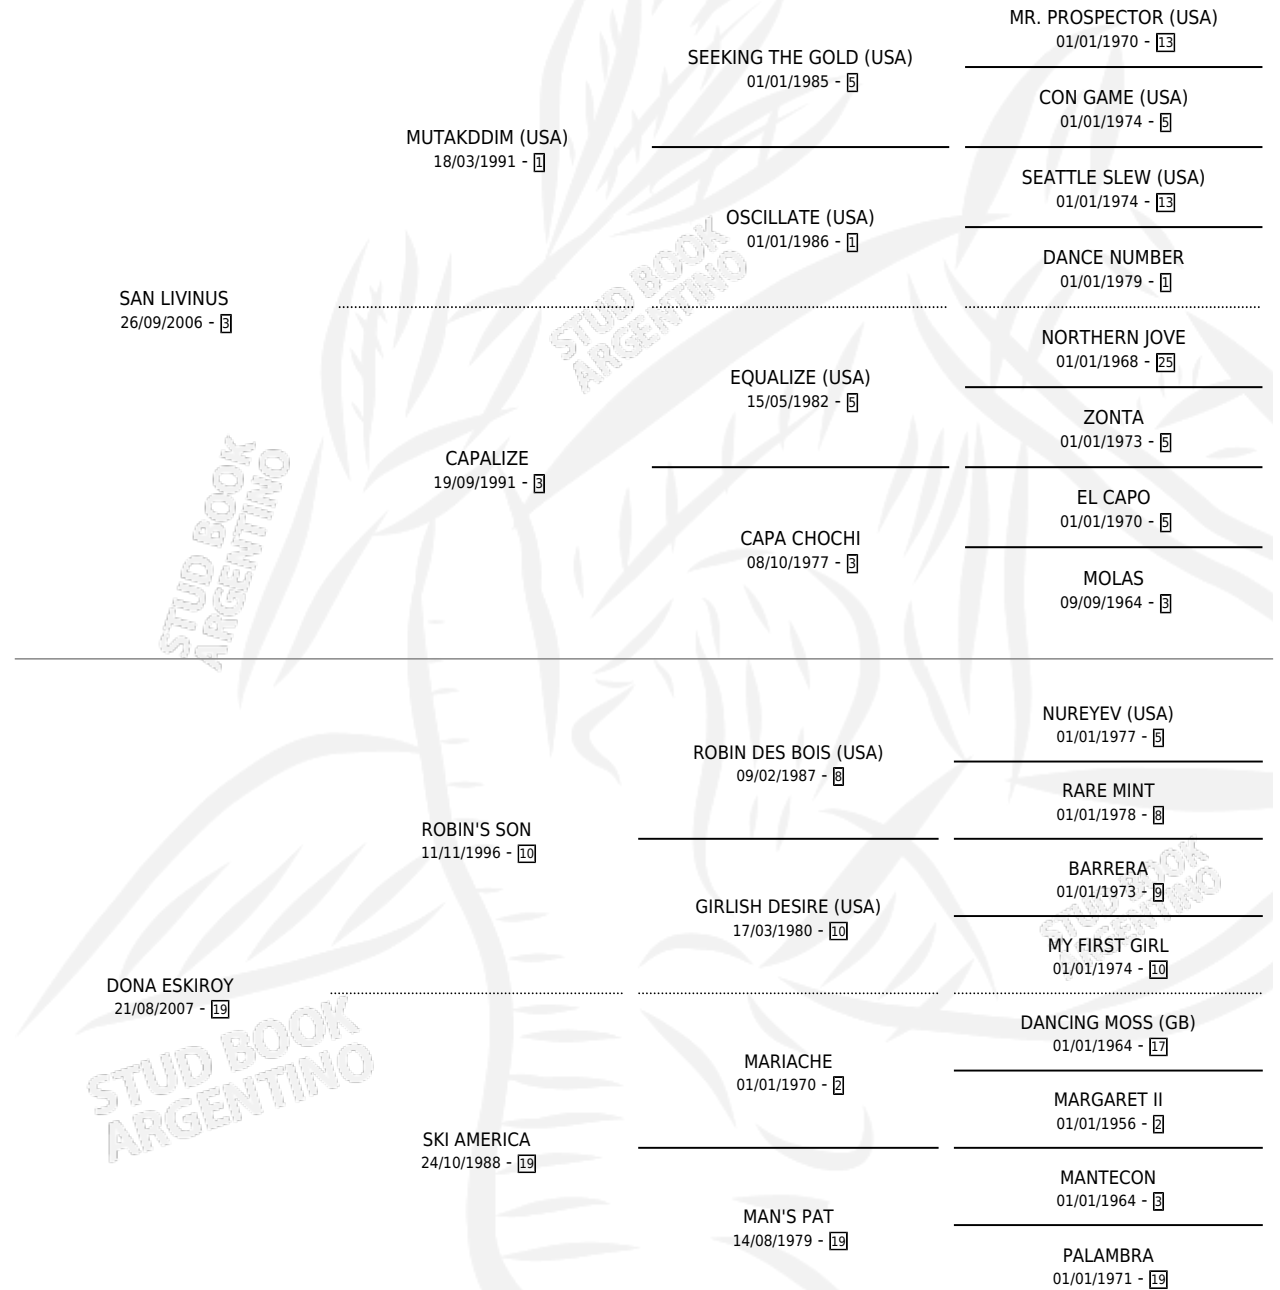 MR. PROSPECTOR (USA)
01/01/1970 - 13
SEEKING THE GOLD (USA)
01/01/1985 - 5
CON GAME (USA)
01/01/1974 - 5
MUTAKDDIM (USA)
18/03/1991 - 1
SEATTLE SLEW (USA)
01/01/1974 - 13
OSCILLATE (USA)
01/01/1986 - 1
DANCE NUMBER
01/01/1979 - 1
SAN LIVINUS
26/09/2006 - 3
STUD BOOK
ARGENTINO
NORTHERN JOVE
01/01/1968 - 25
EQUALIZE (USA)
15/05/1982 - 5
ZONTA
01/01/1973 - 5
CAPALIZE
19/09/1991 - 3
EL CAPO
01/01/1970 - 5
CAPA CHOCHI
08/10/1977 - 3
MOLAS
09/09/1964 - 3
STUD BOOK
ARGENTINO
NUREYEV (USA)
01/01/1977 - 5
ROBIN DES BOIS (USA)
09/02/1987 - 8
RARE MINT
01/01/1978 - 8
ROBIN'S SON
11/11/1996 - 10
BARRERA
01/01/1973 - 9
GIRLISH DESIRE (USA)
17/03/1980 - 10
STUD BOOK
ARGENTINO
MY FIRST GIRL
01/01/1974 - 10
DONA ESKIROY
21/08/2007 - 19
DANCING MOSS (GB)
01/01/1964 - 17
STUD BOOK
ARGENTINO
MARIACHE
01/01/1970 - 2
MARGARET II
01/01/1956 - 2
SKI AMERICA
24/10/1988 - 19
MANTECON
01/01/1964 - 3
MAN'S PAT
14/08/1979 - 19
PALAMBRA
01/01/1971 - 19